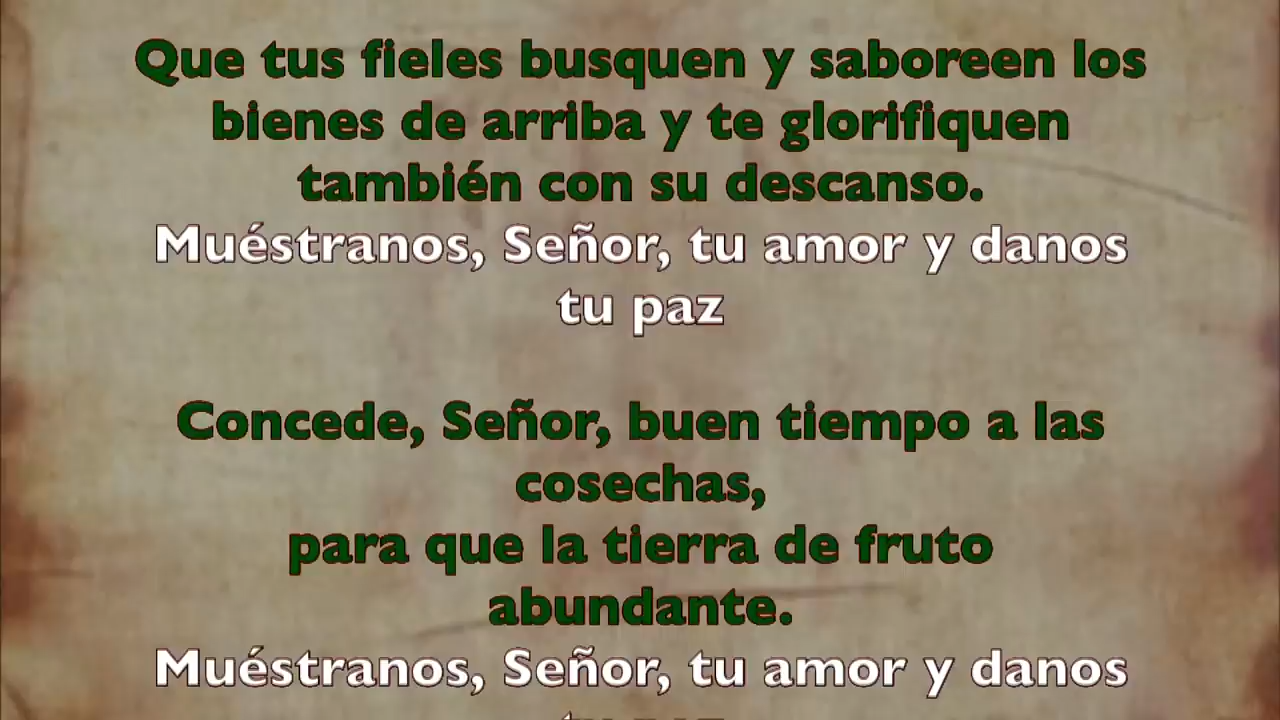 Que tus fieles busquen y saboreen los
bienes de arriba y te glorifiquen
también con su descanso.
Muéstranos, Señor, tu amor y danos
tu paz
Concede, Señor, buen tiempo a las
cosechas,
para que la tierra de fruto
abundante.
Muéstranos, Señor, tu amor y danos